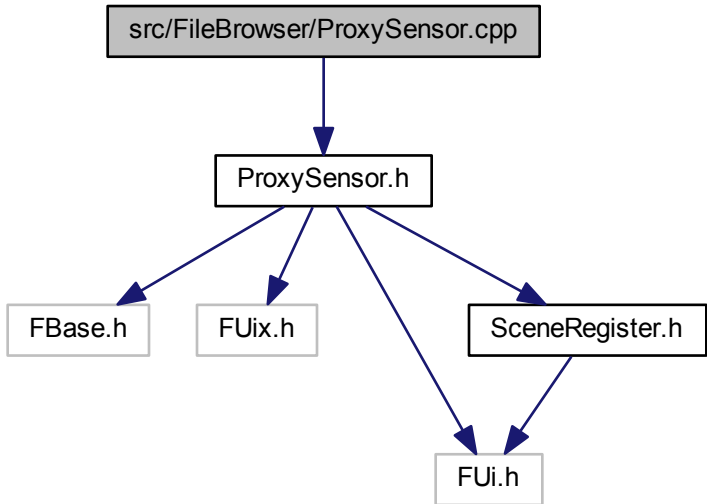 src/FileBrowser/ProxySensor.cpp
ProxySensor.h
FBase.h
FUix.h
SceneRegister.h
FUi.h